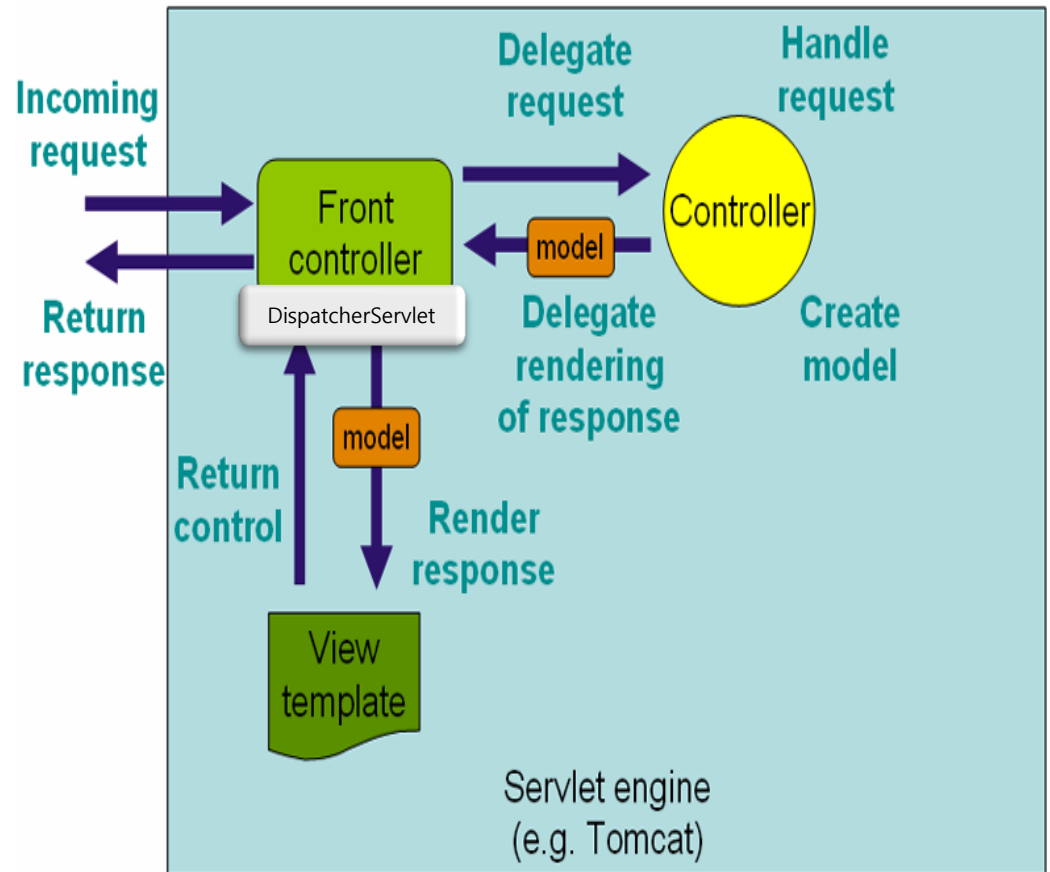 Incoming
request
Return
response
Front
controller
DispatcherServlet
Delegate
request
Handle
request
Controller
model
Delegate
rendering
of response
Create
model
model
Return
control
Render
response
View
template
Servlet engine
(e.g. Tomcat)